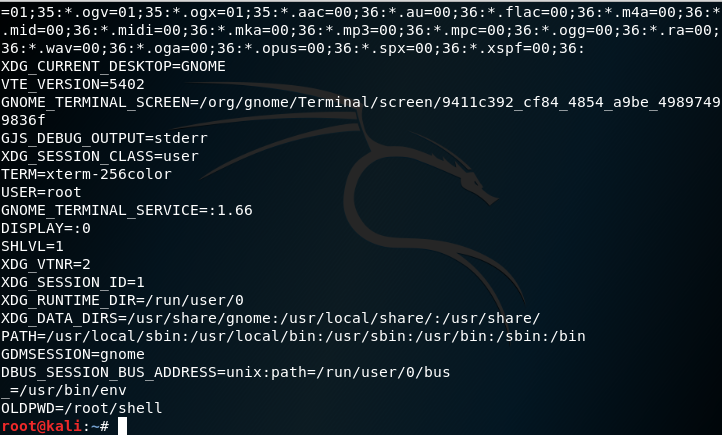 =01;35:*.ogv=01;35:*.ogx=01;35:*.aac=00;36:*.au=00;36:*.flac=00;36:*.m4a=00;36:*
.mid=00;36:*.midi=00;36:*.mka=00;36:*.mp3=00;36:*.mpc=00;36:*.ogg=00;36:*.ra=00;
36:*.wav=00;36:*.oga=00;36:*.opus=00;36:*.spx=00;36:*.xspf=00;36:
XDG_CURRENT_DESKTOP=GNOME
VTE_VERSION=5402
GNOME_TERMINAL_SCREEN=/org/gnome/Terminal/screen/9411c392_cf84_4854_a9be_4989749
9836f
GJS_DEBUG_OUTPUT=stderr
XDG_SESSION_CLASS=user
TERM=xterm-256color
USER=root
GNOME_TERMINAL_SERVICE=:1.66
DISPLAY=:0
SHLVL=1
XDG_VTNR=2
XDG_SESSION_ID=1
XDG_RUNTIME_DIR=/run/user/0
XDG_DATA_DIRS=/usr/share/gnome:/usr/local/share/:/usr/share/
PATH=/usr/local/sbin:/usr/local/bin:/usr/sbin:/usr/bin:/sbin:/bin
GDMSESSION=gnome
DBUS_SESSION_BUS_ADDRESS=unix:path=/run/user/0/bus
_=/usr/bin/env
OLDPWD=/root/shell
root@kali:~#